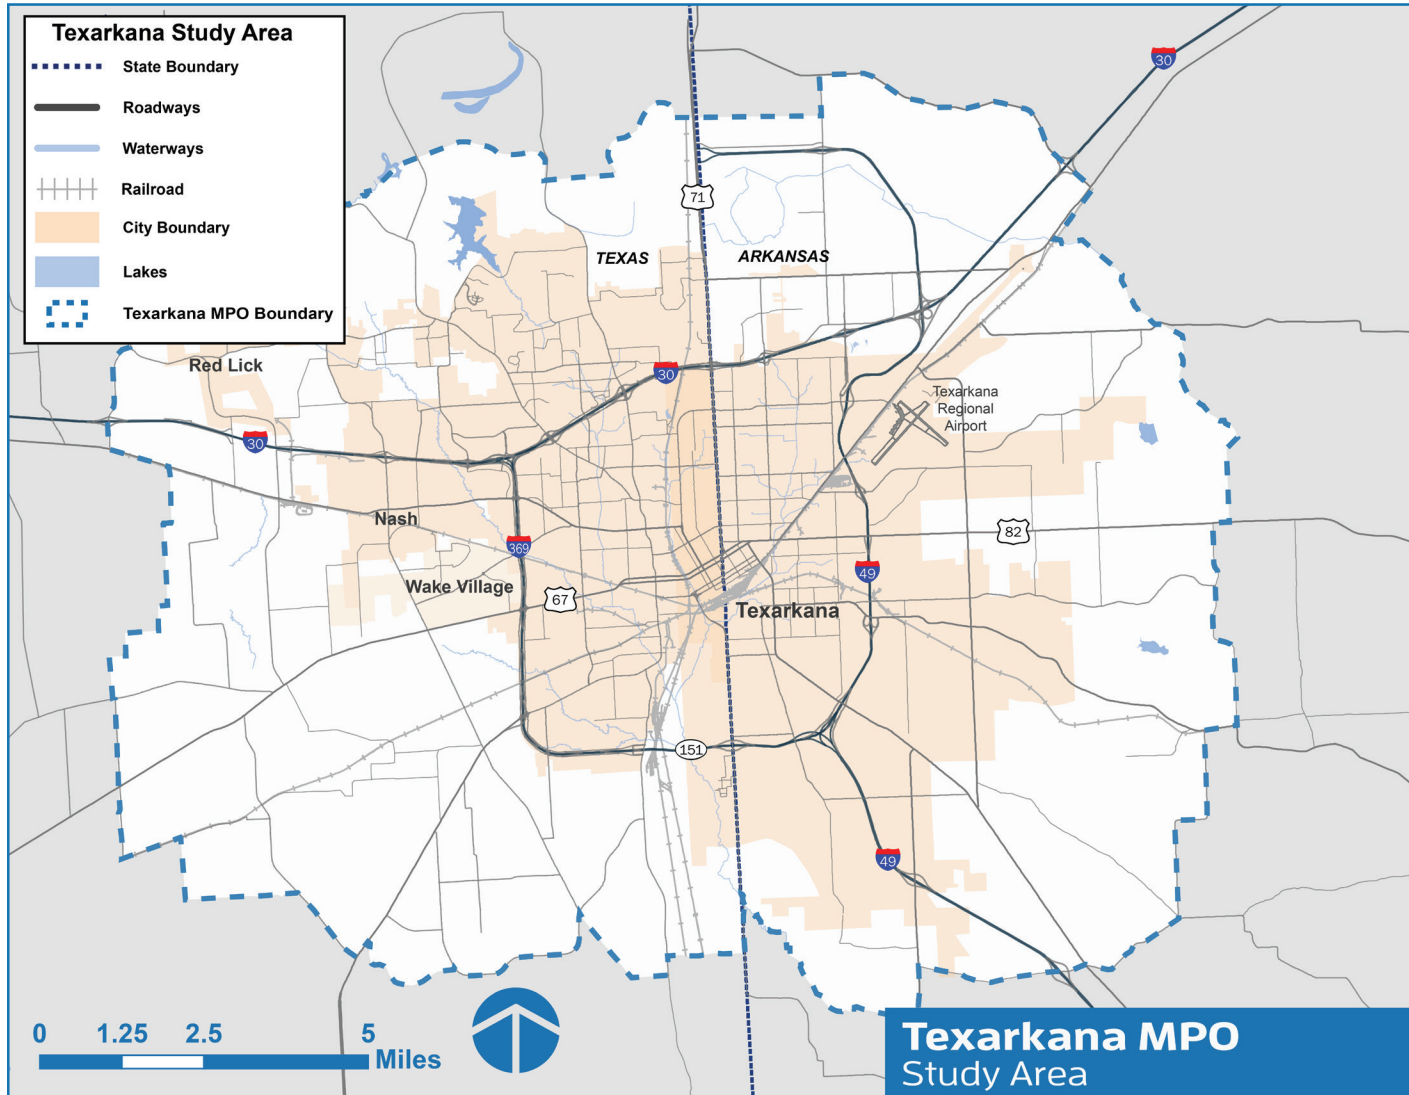 Texarkana Study Area
State Boundary
Roadways
Waterways
Railroad
City Boundary
Lakes
Texarkana MPO Boundary
30
71
TEXAS
ARKANSAS
Red Lick
30
Texarkana
Regional
Airport
30
Nash
82
369
49
Wake Village
67
Texarkana
151
49
0 1.25 2.5 5
Miles
Texarkana MPO
Study Area